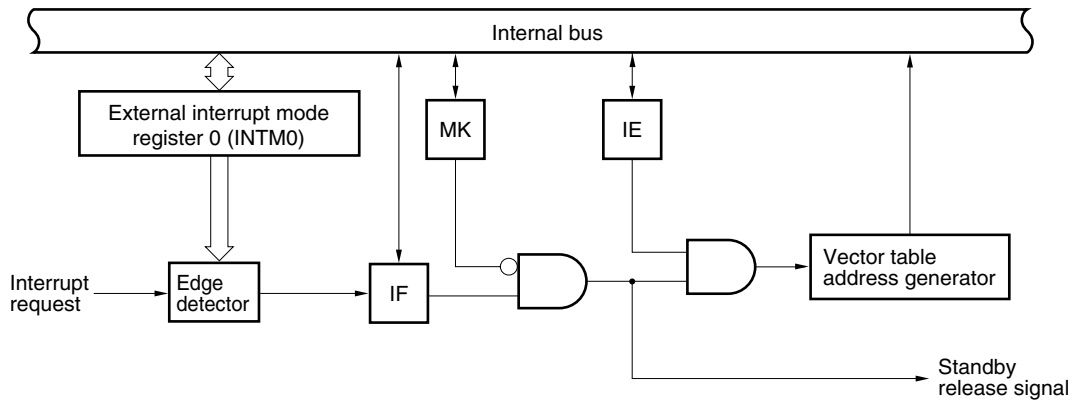 Internal bus
External interrupt mode
register 0 (INTM0)
MK
IE
Interrupt
request
Edge
detector
IF
Vector table
address generator
Standby
release signal